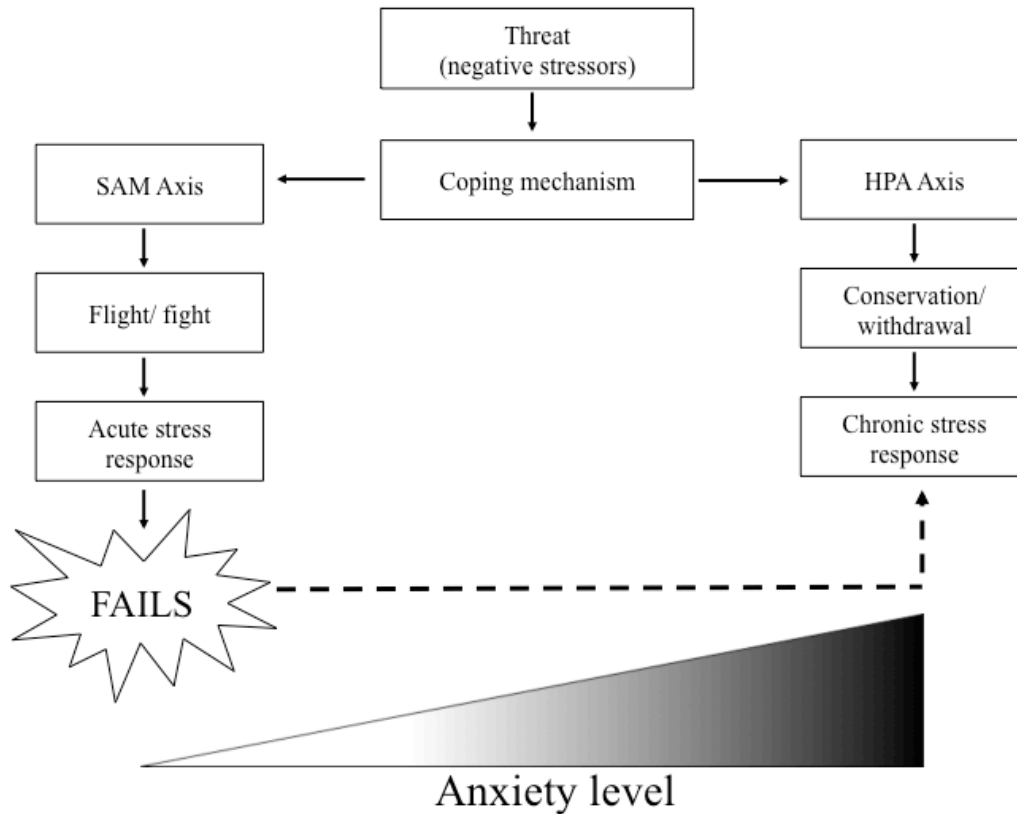 Threat
(negative stressors)
SAM Axis
Coping mechanism
HPA Axis
Flight/ fight
Conservation/
withdrawal
Acute stress
response
Chronic stress
response
FAILS
Anxiety level